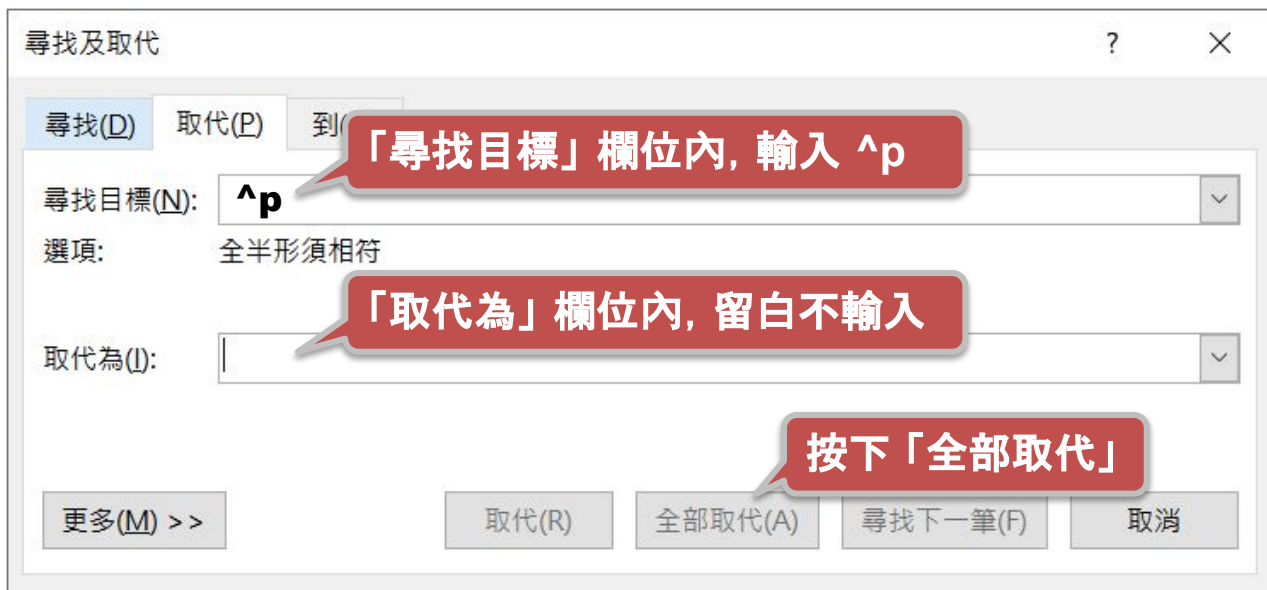 尋找及取代
?
尋找(D) 取代(P) 到(
「尋找目標」欄位內, 輸入 ^p
尋找目標(N): ^p
選項: 全半形須相符
「取代為」欄位內, 留白不輸入
取代為(I):
按下「全部取代」
更多(M) >> 取代(R) 全部取代(A) 尋找下一筆(F) 取消